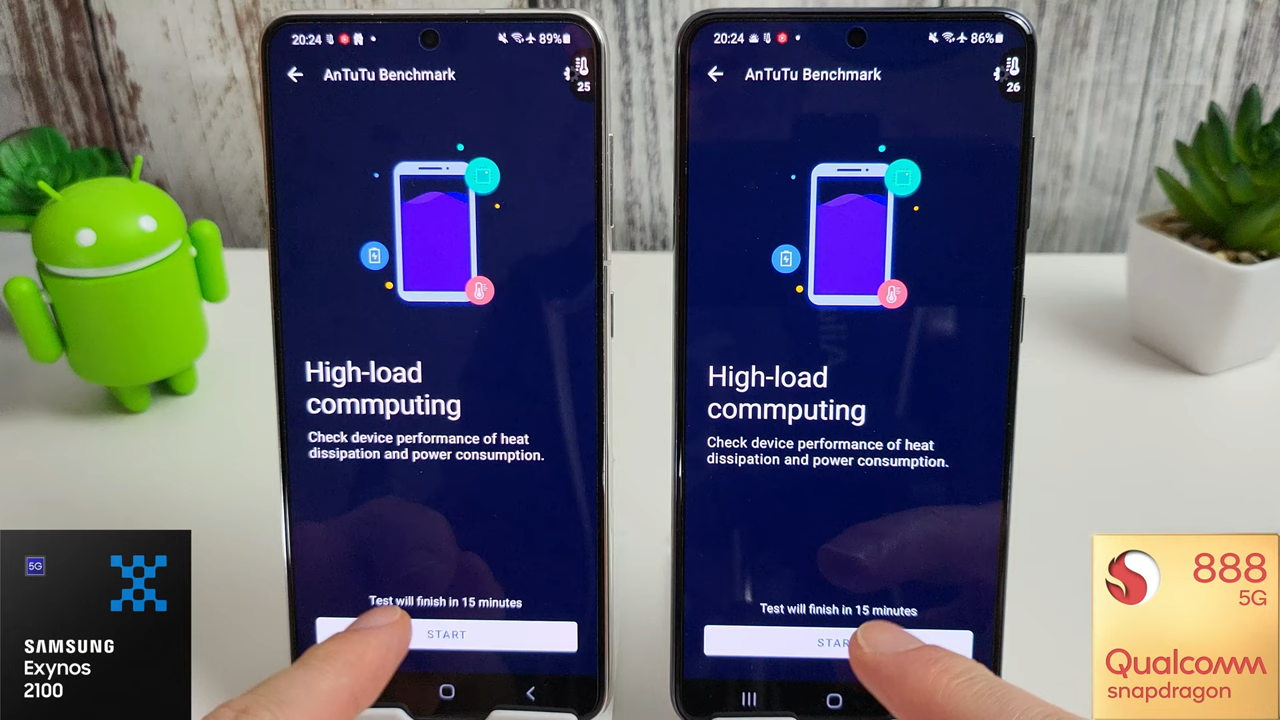 20:24
89%
AnTuTu Benchmark
25
High-load
commputing
Check device performance of heat
dissipation and power consumption.
Test will finish in 15 minutes
START
20:24
86%
AnTuTu Benchmark
26
High-load
commputing
Check device performance of heat
dissipation and power consumption.
Test will finish in 15 minutes
STAR
5G
SAMSUNG
Exynos
2100
888
5G
Qualcomm
snapdragon